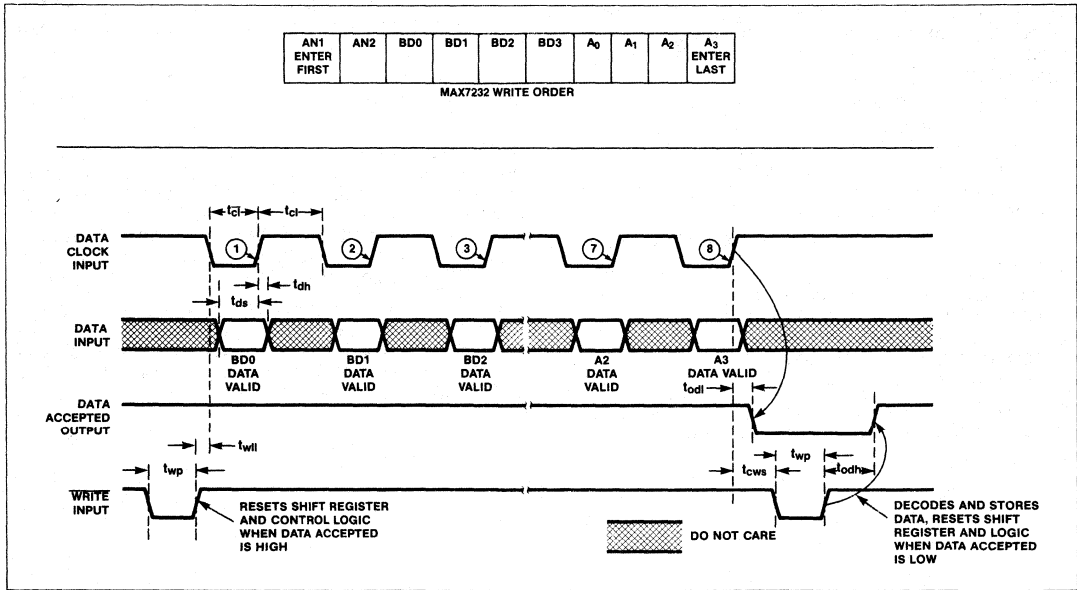 AN1 ENTER FIRST
AN2
BD0
BD1
BD2
BD3
A0
A1
A2
A3 ENTER LAST
MAX7232 WRITE ORDER
tcl
tcl
DATA CLOCK INPUT
1
2
3
7
8
tdh
tds
DATA INPUT
BD0 DATA VALID
BD1 DATA VALID
BD2 DATA VALID
A2 DATA VALID
A3 DATA VALID
todl
DATA ACCEPTED OUTPUT
twll
twp
tcws
twp
todh
WRITE INPUT
RESETS SHIFT REGISTER
AND CONTROL LOGIC
WHEN DATA ACCEPTED
IS HIGH
DO NOT CARE
DECODES AND STORES
DATA, RESETS SHIFT
REGISTER AND LOGIC
WHEN DATA ACCEPTED
IS LOW